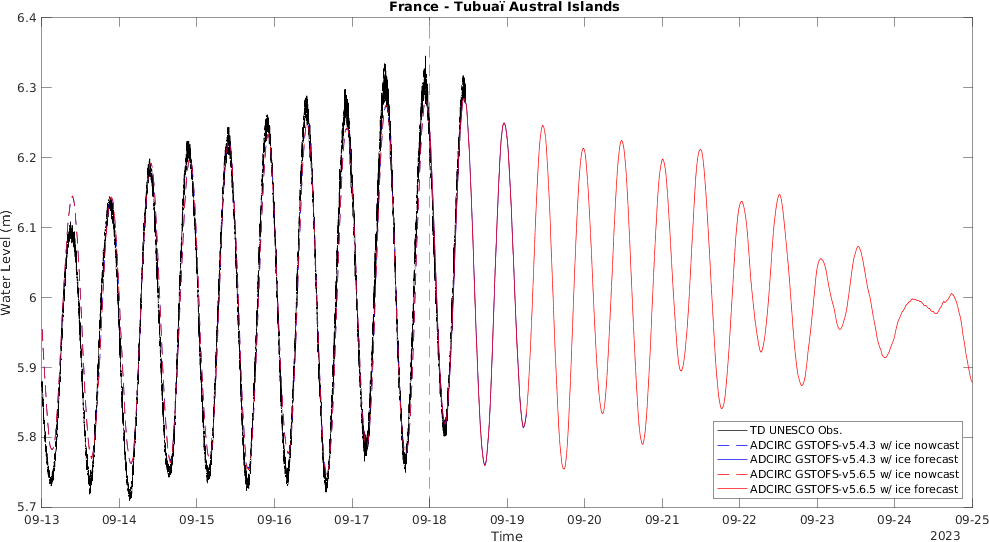 France - Tubuaï Austral Islands
6.4
6.3
6.2
6.1
6
5.9
5.8
5.7
Water Level (m)
09-13
09-14
09-15
09-16
09-17
09-18
09-19
09-20
09-21
09-22
09-23
09-24
09-25
2023
Time
TD UNESCO Obs.
ADCIRC GSTOFS-v5.4.3 w/ ice nowcast
ADCIRC GSTOFS-v5.4.3 w/ ice forecast
ADCIRC GSTOFS-v5.6.5 w/ ice nowcast
ADCIRC GSTOFS-v5.6.5 w/ ice forecast